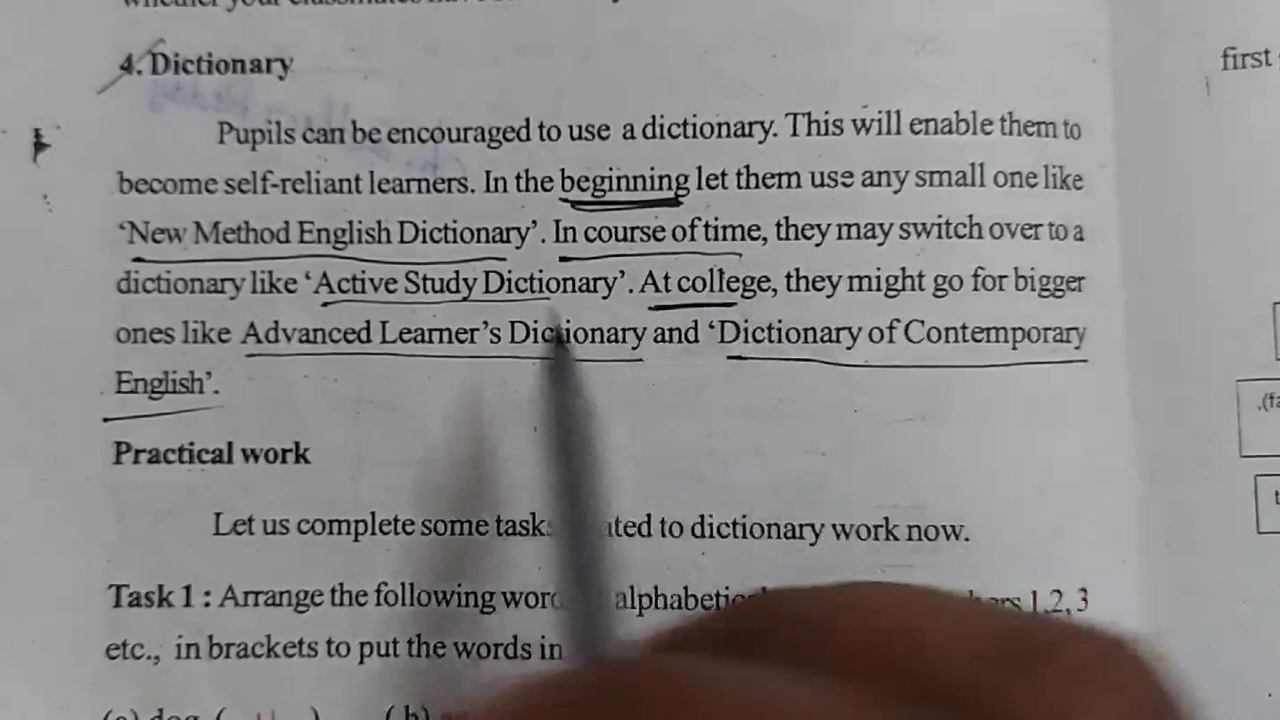 4. Dictionary
first
Pupils can be encouraged to use a dictionary. This will enable them to
become self-reliant learners. In the beginning let them use any small one like
'New Method English Dictionary'. In course of time, they may switch over to a
dictionary like 'Active Study Dictionary'. At college, they might go for bigger
ones like Advanced Learner's Dictionary and 'Dictionary of Contemporary
English'.
Practical work
Let us complete some to dictionary work now.
Task 1 : Arrange the following 1, 2, 3
etc., in brackets to put the words in